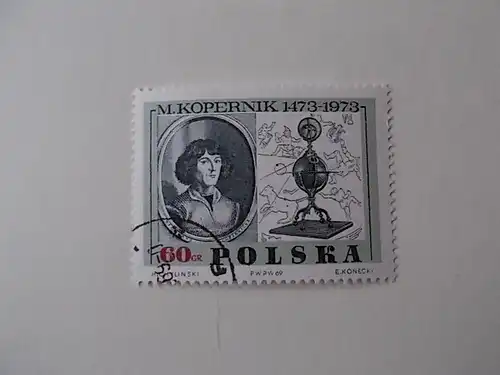 M.KOPERNIK 1473-1973
60 GR POLSKA
PWPW 69 E.KONECKI